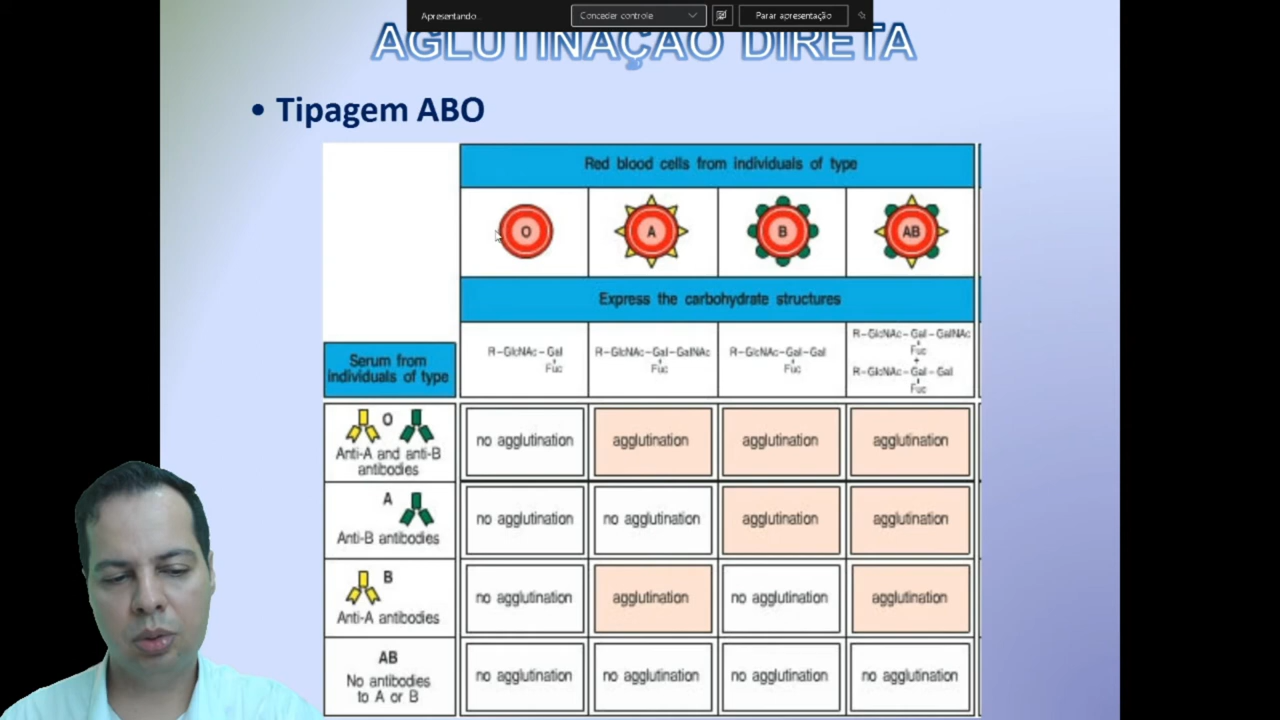 Apresentando...
Conceder controle
Parar apresentação
AGLUTINAÇÃO DIRETA
• Tipagem ABO
Red blood cells from individuals of type
O
A
B
AB
Express the carbohydrate structures
Serum from
individuals of type
R–GlcNAc–Gal
Fuc
R–GlcNAc–Gal–GalNAc
Fuc
R–GlcNAc–Gal–Gal
Fuc
R–GlcNAc–Gal–GalNAc
Fuc
+
R–GlcNAc–Gal–Gal
Fuc
O
Anti-A and anti-B
antibodies
no agglutination
agglutination
agglutination
agglutination
A
Anti-B antibodies
no agglutination
no agglutination
agglutination
agglutination
B
Anti-A antibodies
no agglutination
agglutination
no agglutination
agglutination
AB
No antibodies
to A or B
no agglutination
no agglutination
no agglutination
no agglutination